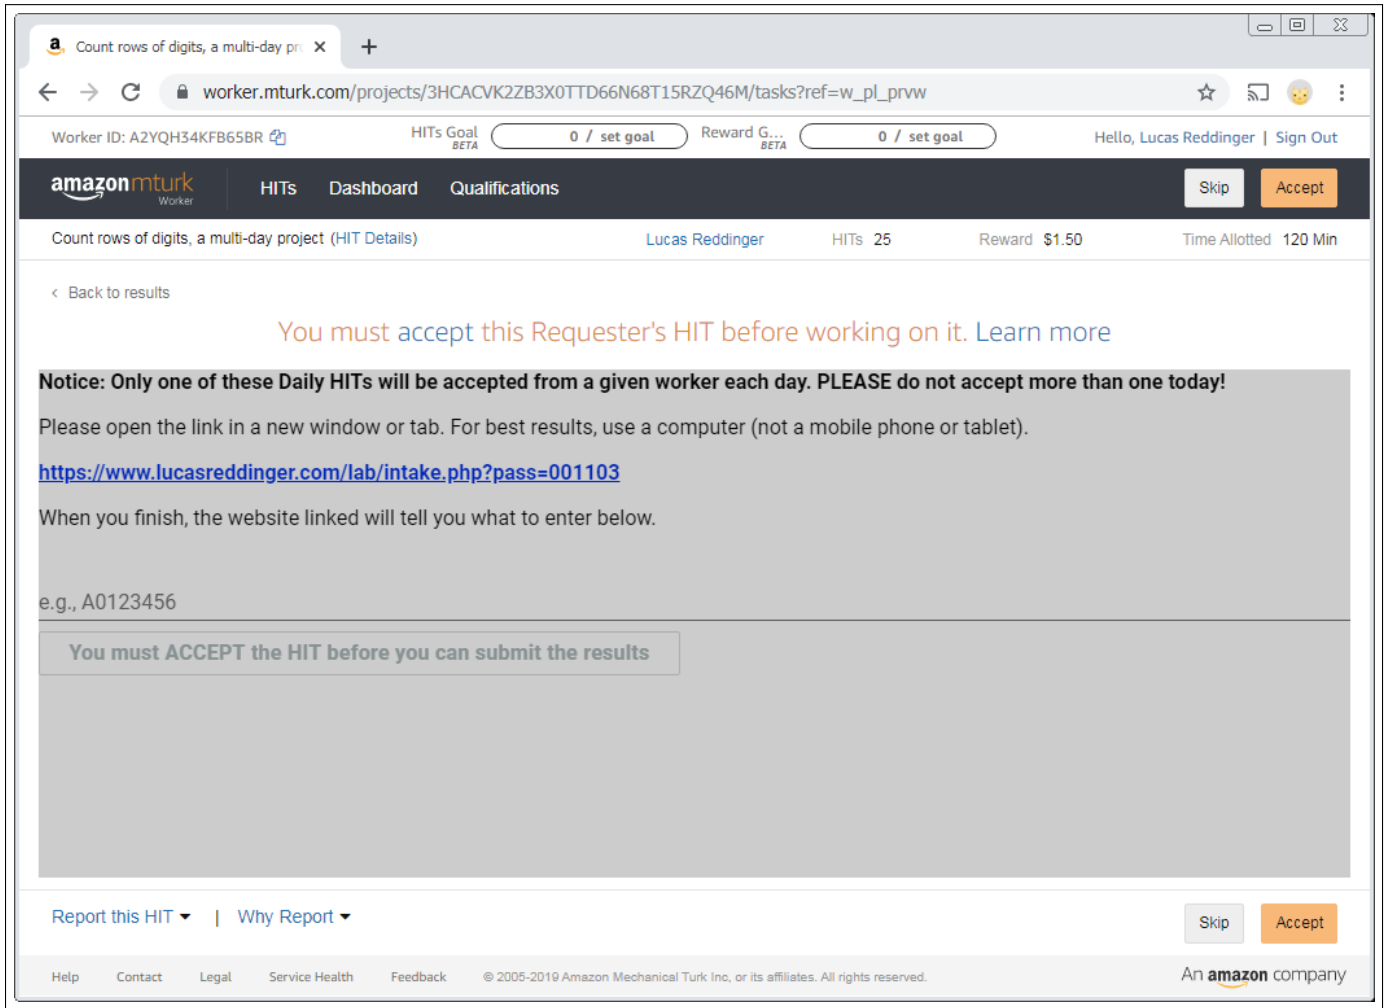 Count rows of digits, a multi-day pr
worker.mturk.com/projects/3HCACVK2ZB3X0TTD66N68T15RZQ46M/tasks?ref=w_pl_prvw
Worker ID: A2YQH34KFB65BR HITs Goal BETA 0 / set goal Reward G... BETA 0 / set goal Hello, Lucas Reddinger | Sign Out
amazonmturk Worker HITs Dashboard Qualifications Skip Accept
Count rows of digits, a multi-day project (HIT Details) Lucas Reddinger HITs 25 Reward $1.50 Time Allotted 120 Min
< Back to results
You must accept this Requester's HIT before working on it. Learn more
Notice: Only one of these Daily HITs will be accepted from a given worker each day. PLEASE do not accept more than one today!
Please open the link in a new window or tab. For best results, use a computer (not a mobile phone or tablet).
https://www.lucasreddinger.com/lab/intake.php?pass=001103
When you finish, the website linked will tell you what to enter below.
e.g., A0123456
You must ACCEPT the HIT before you can submit the results
Report this HIT | Why Report Skip Accept
Help Contact Legal Service Health Feedback © 2005-2019 Amazon Mechanical Turk Inc, or its affiliates. All rights reserved. An amazon company